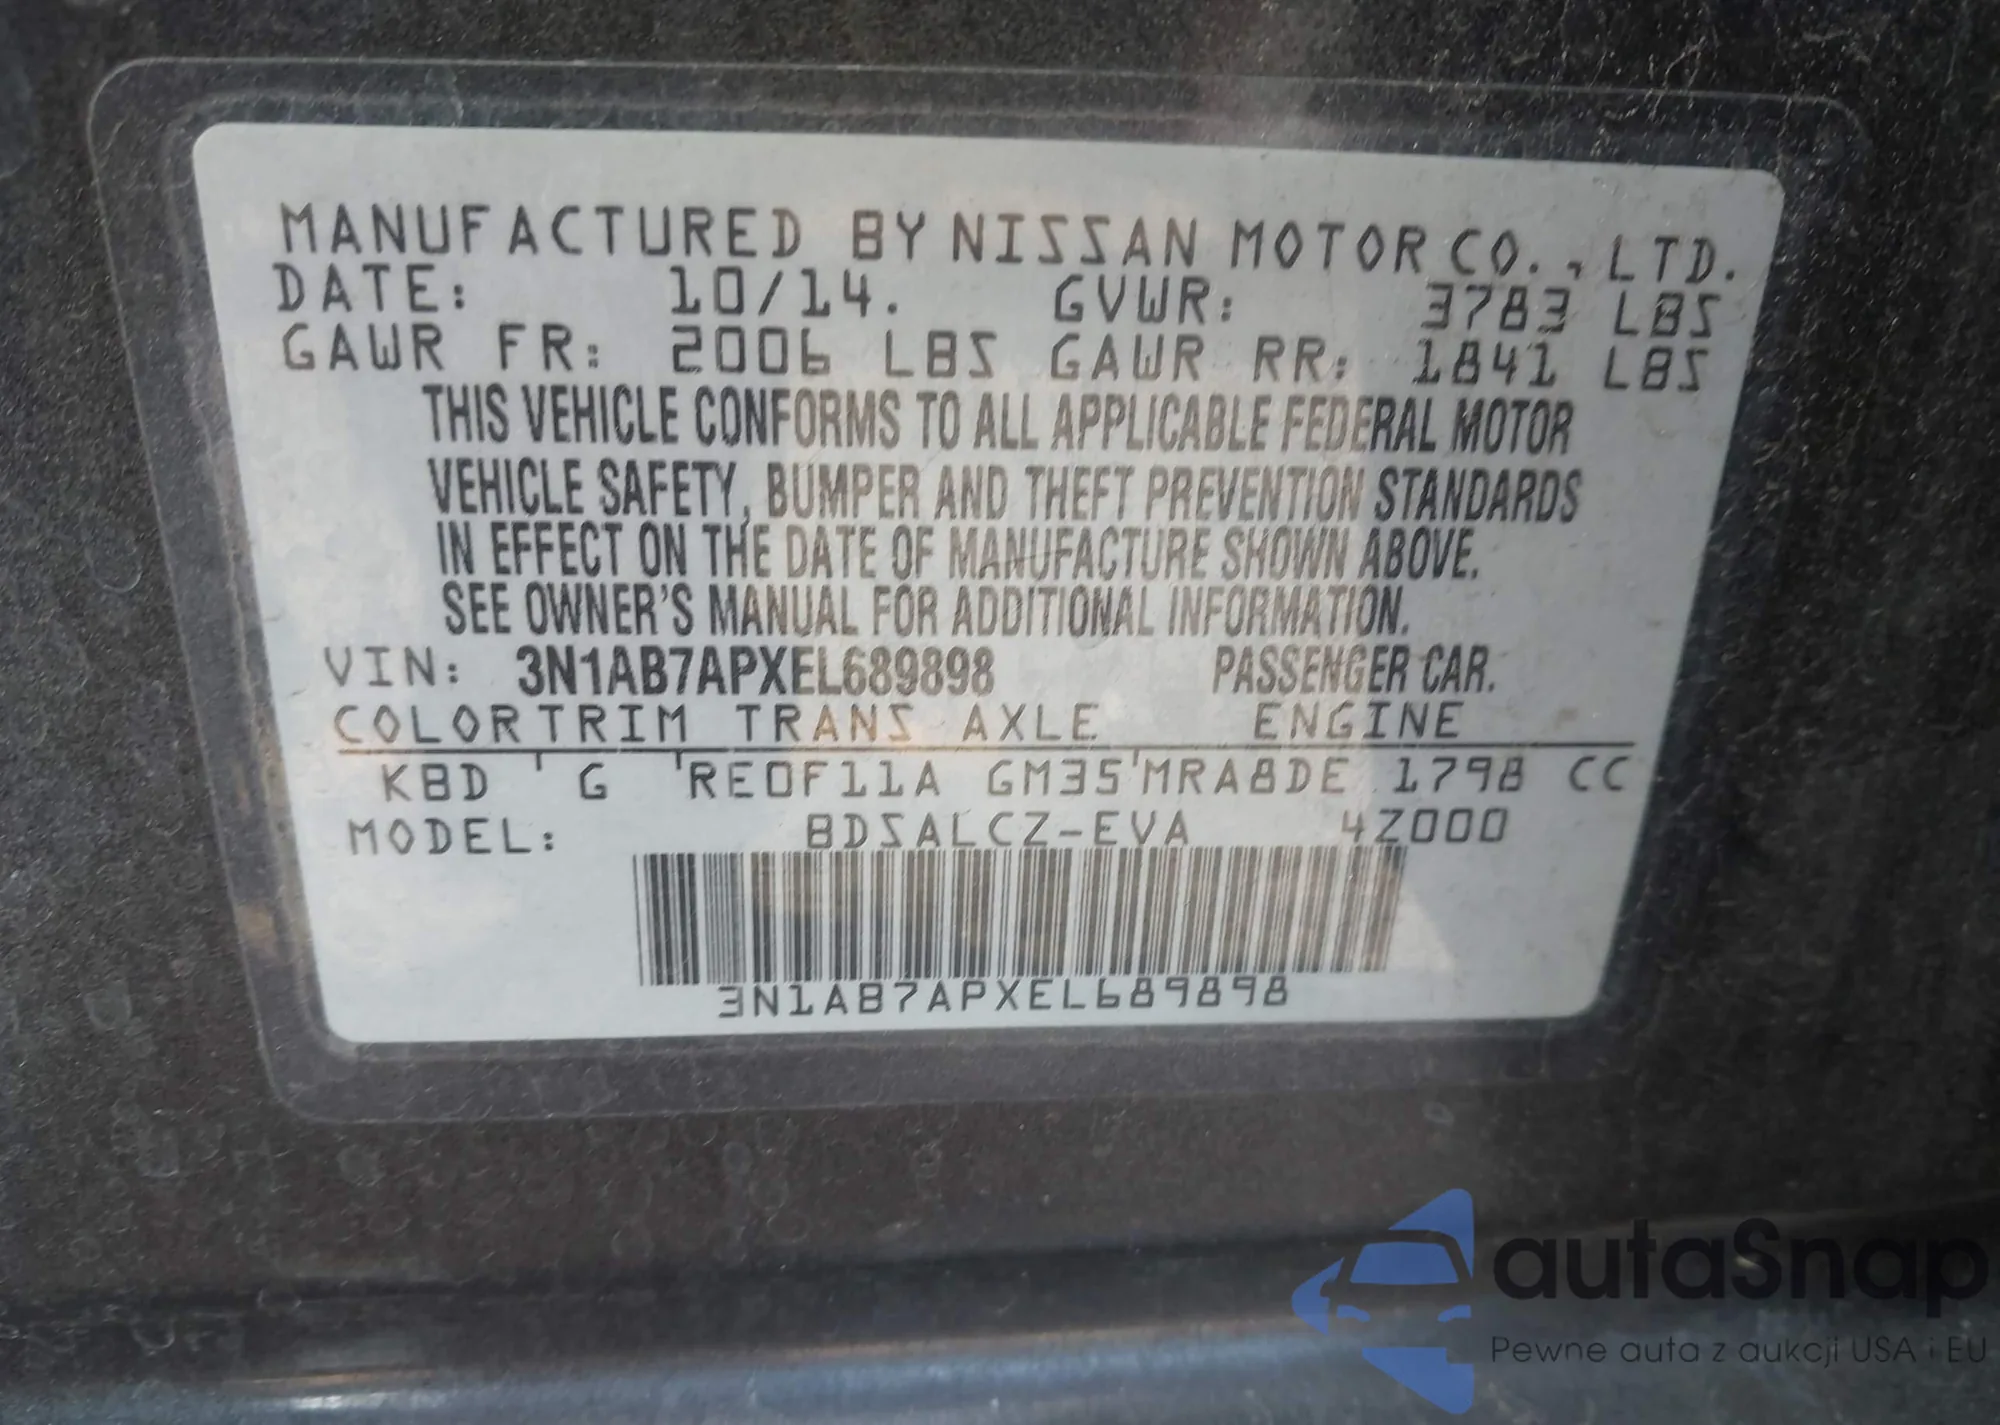 MANUFACTURED BY NISSAN MOTOR CO., LTD.
DATE: 10/14. GVWR: 3783 LBS
GAWR FR: 2006 LBS GAWR RR: 1841 LBS
THIS VEHICLE CONFORMS TO ALL APPLICABLE FEDERAL MOTOR
VEHICLE SAFETY, BUMPER AND THEFT PREVENTION STANDARDS
IN EFFECT ON THE DATE OF MANUFACTURE SHOWN ABOVE.
SEE OWNER'S MANUAL FOR ADDITIONAL INFORMATION.
VIN: 3N1AB7APXEL689898 PASSENGER CAR.
COLOR TRIM TRANS AXLE ENGINE
KBD ' G 'RE0F11A GM35'MRA8DE 1798 CC
MODEL: BDSALCZ-EVA 4Z000
3N1AB7APXEL689898
autaSnap
Pewne auta z aukcji USA i EU